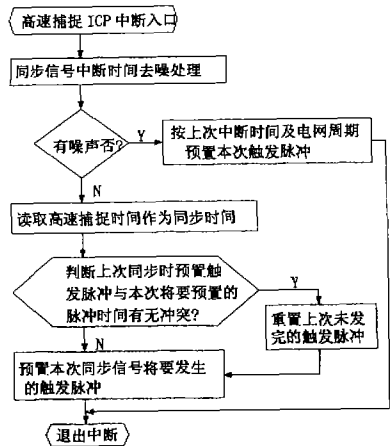 高速捕捉 ICP 中断入口
同步信号中断时间去噪处理
有噪声否?
Y
按上次中断时间及电网周期
预置本次触发脉冲
N
读取高速捕捉时间作为同步时间
判断上次同步时预置触
发脉冲与本次将要预置的
脉冲时间有无冲突?
Y
重置上次未发
完的触发脉冲
N
预置本次同步信号将要发生
的触发脉冲
退出中断